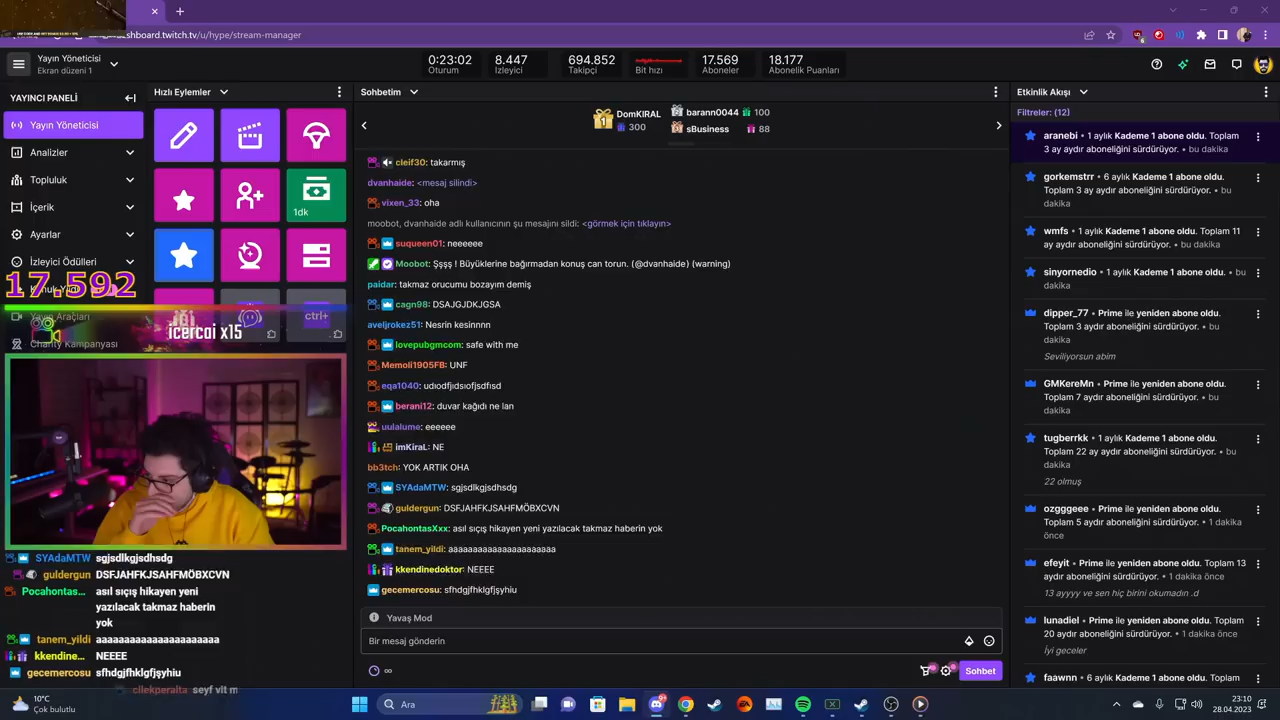 dashboard.twitch.tv/u/hype/stream-manager
Yayın Yöneticisi
Ekran düzeni 1
0:23:02
Oturum
8.447
İzleyici
694.852
Takipçi
Bit hızı
17.569
Aboneler
18.177
Abonelik Puanları
YAYINCI PANELİ
Yayın Yöneticisi
Analizler
Topluluk
İçerik
Ayarlar
İzleyici Ödülleri
17.592
Yayın Araçları
icercai x15
Charity Kampanyası
Hızlı Eylemler
1dk
ctrl+
Sohbetim
DomKIRAL
300
barann0044 100
sBusiness 88
cleif30: takarmış
dvanhaide: <mesaj silindi>
vixen_33: oha
moobot, dvanhaide adlı kullanıcının şu mesajını sildi: <görmek için tıklayın>
suqueen01: neeeeee
Moobot: Şşşş ! Büyüklerine bağırmadan konuş can torun. (@dvanhaide) (warning)
paidar: takmaz orucumu bozayım demiş
cagn98: DSAJGJDKJGSA
aveljrokez51: Nesrin kesinnnn
lovepubgmcom: safe with me
Memoli1905FB: UNF
eqa1040: udıodfjıdsıofjsdfısd
berani12: duvar kağıdı ne lan
uulalume: eeeeee
imKiraL: NE
bb3tch: YOK ARTIK OHA
SYAdaMTW: sgjsdlkgjsdhsdg
guldergun: DSFJAHFKJSAHFMÖBXCVN
PocahontasXxx: asıl sıçış hikayen yeni yazılacak takmaz haberin yok
tanem_yildi: aaaaaaaaaaaaaaaaaaaaa
kkendinedoktor: NEEEE
gecemercosu: sfhdgjfhklgfjsyhiu
Yavaş Mod
Bir mesaj gönderin
Sohbet
SYAdaMTW sgjsdlkgjsdhsdg
guldergun DSFJAHFKJSAHFMÖBXCVN
Pocahontas... asıl sıçış hikayen yeni
yazılacak takmaz haberin
yok
tanem_yildi aaaaaaaaaaaaaaaaaaaaa
kkendine... NEEEE
gecemercosu sfhdgjfhklgfjsyhiu
cilekperalta seyf vit m
Etkinlik Akışı
Filtreler: (12)
aranebi • 1 aylık Kademe 1 abone oldu. Toplam
3 ay aydır aboneliğini sürdürüyor. • bu dakika
gorkemstrr • 6 aylık Kademe 1 abone oldu.
Toplam 3 ay aydır aboneliğini sürdürüyor. • bu
dakika
wmfs • 1 aylık Kademe 1 abone oldu. Toplam 11
ay aydır aboneliğini sürdürüyor. • bu dakika
sinyornedio • 1 aylık Kademe 1 abone oldu. • bu
dakika
dipper_77 • Prime ile yeniden abone oldu.
Toplam 3 aydır aboneliğini sürdürüyor. • bu
dakika
Seviliyorsun abim
GMKereMn • Prime ile yeniden abone oldu.
Toplam 7 aydır aboneliğini sürdürüyor. • bu
dakika
tugberrkk • 1 aylık Kademe 1 abone oldu.
Toplam 22 ay aydır aboneliğini sürdürüyor. • bu
dakika
22 olmuş
ozgggeee • Prime ile yeniden abone oldu.
Toplam 5 aydır aboneliğini sürdürüyor. • 1 dakika
önce
efeyit • Prime ile yeniden abone oldu. Toplam 13
aydır aboneliğini sürdürüyor. • 1 dakika önce
13 ayyyy ve sen hiç birini okumadın .d
lunadiel • Prime ile yeniden abone oldu. Toplam
20 aydır aboneliğini sürdürüyor. • 1 dakika önce
İyi geceler
faawnn • 6 aylık Kademe 1 abone oldu. Toplam
10°C
Çok bulutlu
Ara
23:10
28.04.2023